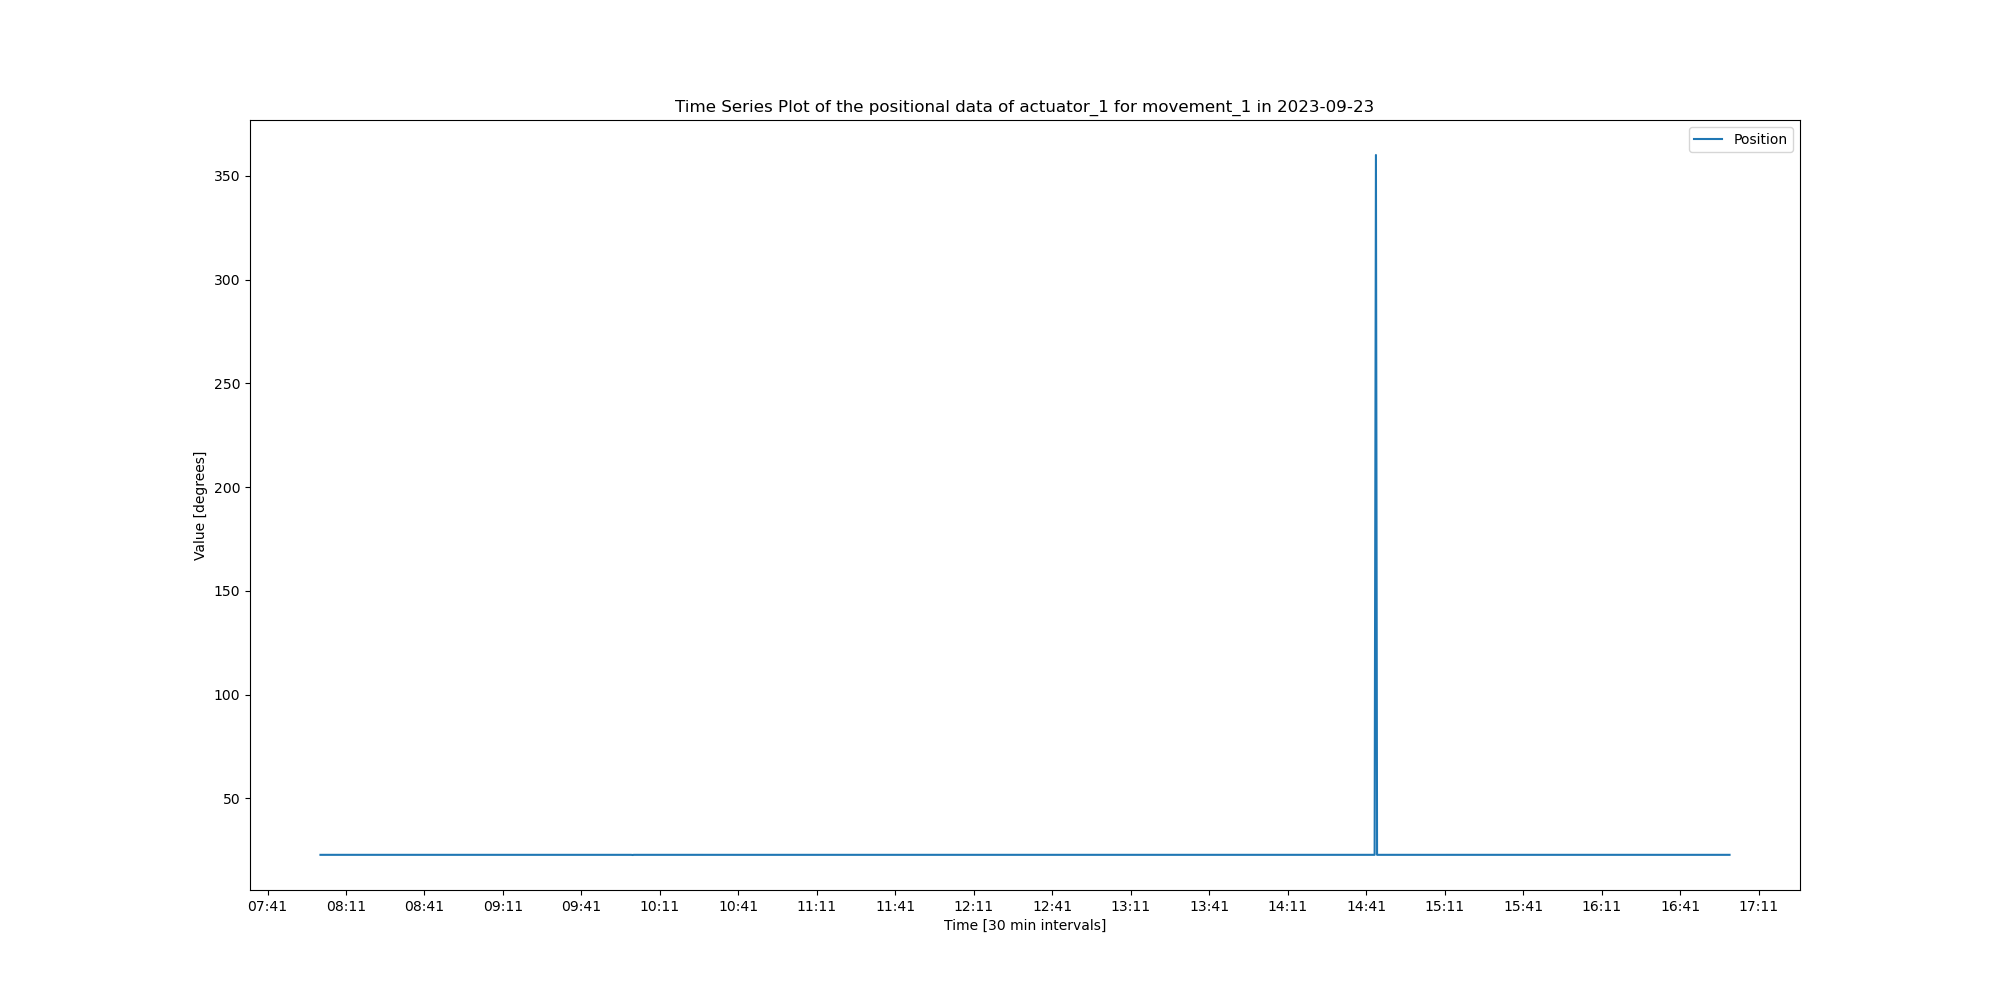 Time Series Plot of the positional data of actuator_1 for movement_1 in 2023-09-23
Position
350
300
250
200
150
100
50
Value [degrees]
07:41 08:11 08:41 09:11 09:41 10:11 10:41 11:11 11:41 12:11 12:41 13:11 13:41 14:11 14:41 15:11 15:41 16:11 16:41 17:11
Time [30 min intervals]